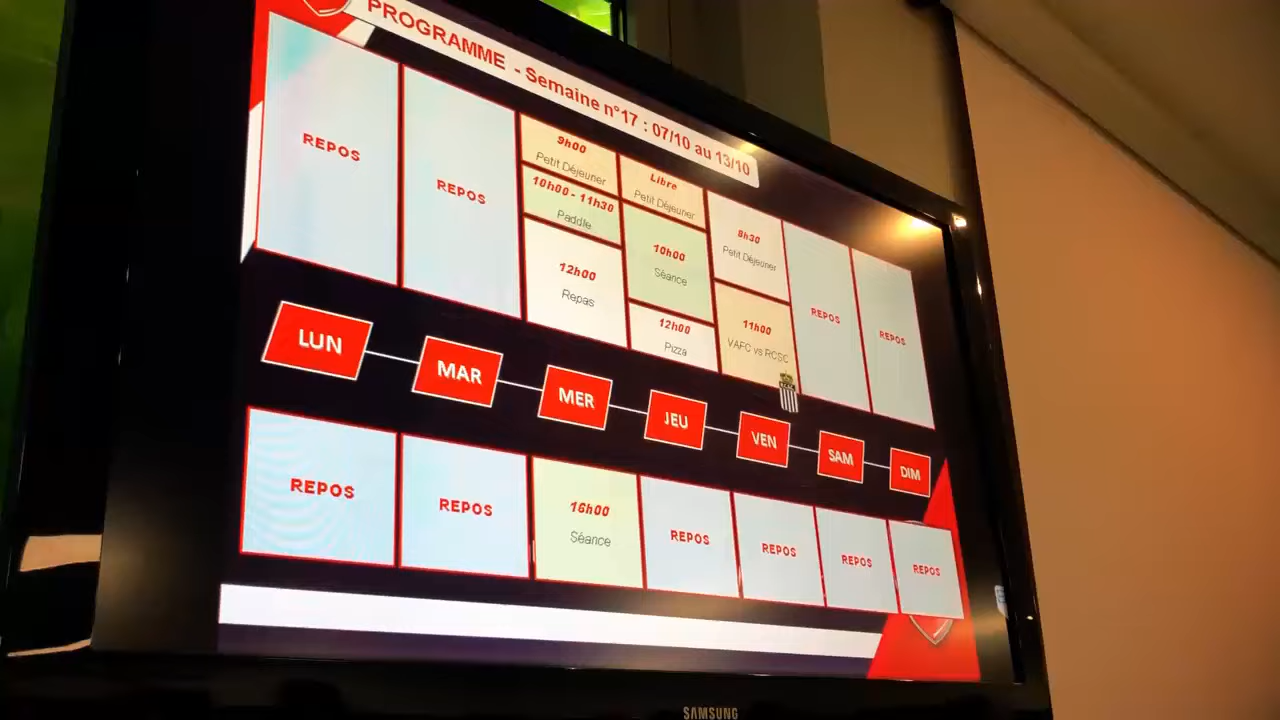 PROGRAMME - Semaine n°17 : 07/10 au 13/10
REPOS
REPOS
9h00
Petit Déjeuner
10h00 - 11h30
Paddle
12h00
Repas
Libre
Petit Déjeuner
10h00
Séance
12h00
Pizza
8h30
Petit Déjeuner
11h00
VAFC vs RCSC
REPOS
REPOS
LUN
MAR
MER
JEU
VEN
SAM
DIM
REPOS
REPOS
16h00
Séance
REPOS
REPOS
REPOS
REPOS
SAMSUNG